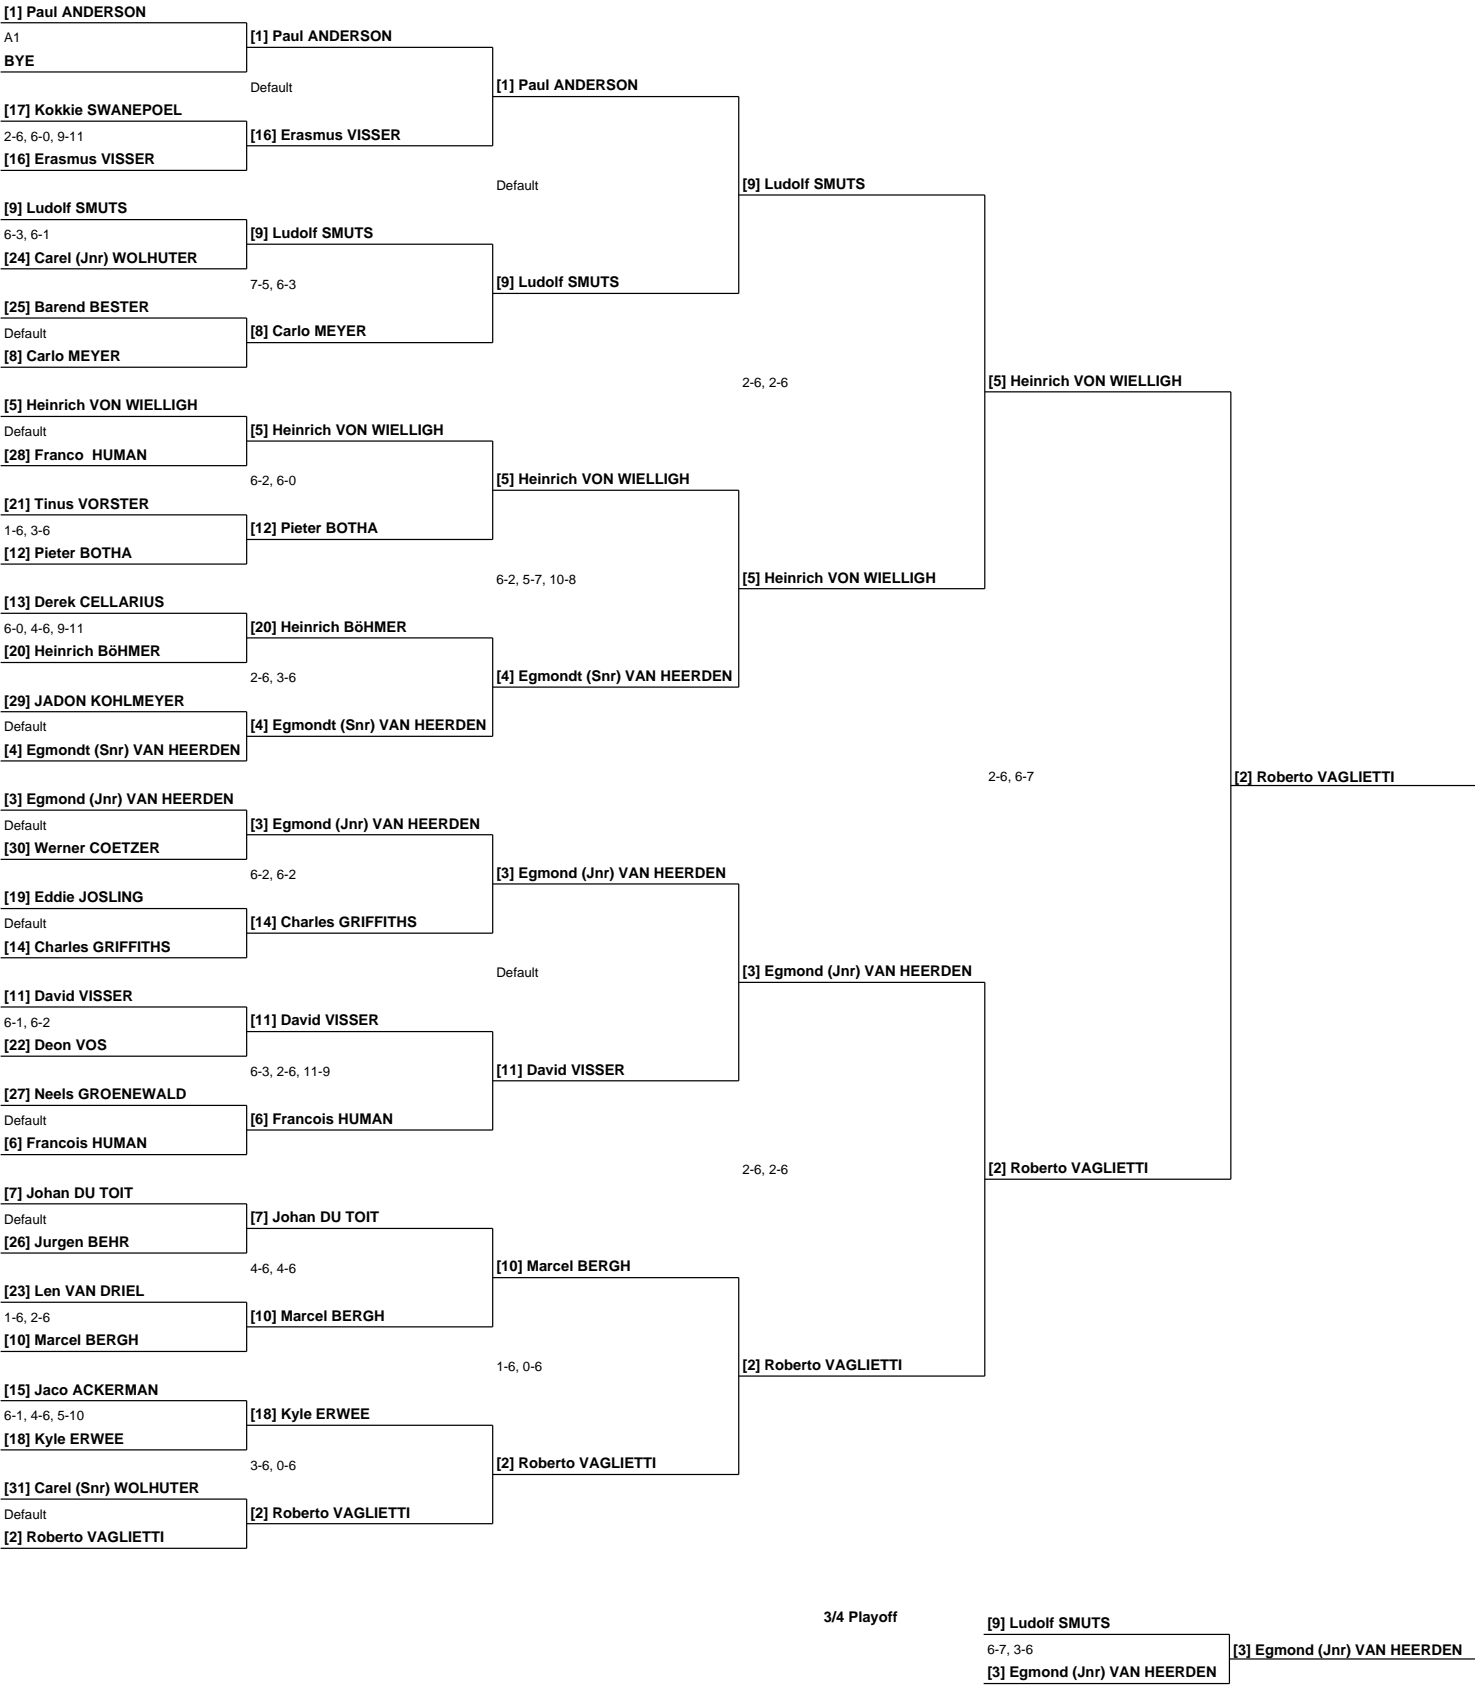 [1] Paul ANDERSON
A1
BYE
[17] Kokkie SWANEPOEL
2-6, 6-0, 9-11
[16] Erasmus VISSER
[9] Ludolf SMUTS
6-3, 6-1
[24] Carel (Jnr) WOLHUTER
[25] Barend BESTER
Default
[8] Carlo MEYER
[5] Heinrich VON WIELLIGH
Default
[28] Franco  HUMAN
[21] Tinus VORSTER
1-6, 3-6
[12] Pieter BOTHA
[13] Derek CELLARIUS
6-0, 4-6, 9-11
[20] Heinrich BöHMER
[29] JADON KOHLMEYER
Default
[4] Egmondt (Snr) VAN HEERDEN
[3] Egmond (Jnr) VAN HEERDEN
Default
[30] Werner COETZER
[19] Eddie JOSLING
Default
[14] Charles GRIFFITHS
[11] David VISSER
6-1, 6-2
[22] Deon VOS
[27] Neels GROENEWALD
Default
[6] Francois HUMAN
[7] Johan DU TOIT
Default
[26] Jurgen BEHR
[23] Len VAN DRIEL
1-6, 2-6
[10] Marcel BERGH
[15] Jaco ACKERMAN
6-1, 4-6, 5-10
[18] Kyle ERWEE
[31] Carel (Snr) WOLHUTER
Default
[2] Roberto VAGLIETTI
[1] Paul ANDERSON
Default
[16] Erasmus VISSER
[9] Ludolf SMUTS
7-5, 6-3
[8] Carlo MEYER
[5] Heinrich VON WIELLIGH
6-2, 6-0
[12] Pieter BOTHA
[20] Heinrich BöHMER
2-6, 3-6
[4] Egmondt (Snr) VAN HEERDEN
[3] Egmond (Jnr) VAN HEERDEN
6-2, 6-2
[14] Charles GRIFFITHS
[11] David VISSER
6-3, 2-6, 11-9
[6] Francois HUMAN
[7] Johan DU TOIT
4-6, 4-6
[10] Marcel BERGH
[18] Kyle ERWEE
3-6, 0-6
[2] Roberto VAGLIETTI
[1] Paul ANDERSON
Default
[9] Ludolf SMUTS
[5] Heinrich VON WIELLIGH
6-2, 5-7, 10-8
[4] Egmondt (Snr) VAN HEERDEN
[3] Egmond (Jnr) VAN HEERDEN
Default
[11] David VISSER
[10] Marcel BERGH
1-6, 0-6
[2] Roberto VAGLIETTI
[9] Ludolf SMUTS
2-6, 2-6
[5] Heinrich VON WIELLIGH
[3] Egmond (Jnr) VAN HEERDEN
2-6, 2-6
[2] Roberto VAGLIETTI
[5] Heinrich VON WIELLIGH
2-6, 6-7
[2] Roberto VAGLIETTI
[2] Roberto VAGLIETTI
3/4 Playoff
[9] Ludolf SMUTS
6-7, 3-6
[3] Egmond (Jnr) VAN HEERDEN
[3] Egmond (Jnr) VAN HEERDEN